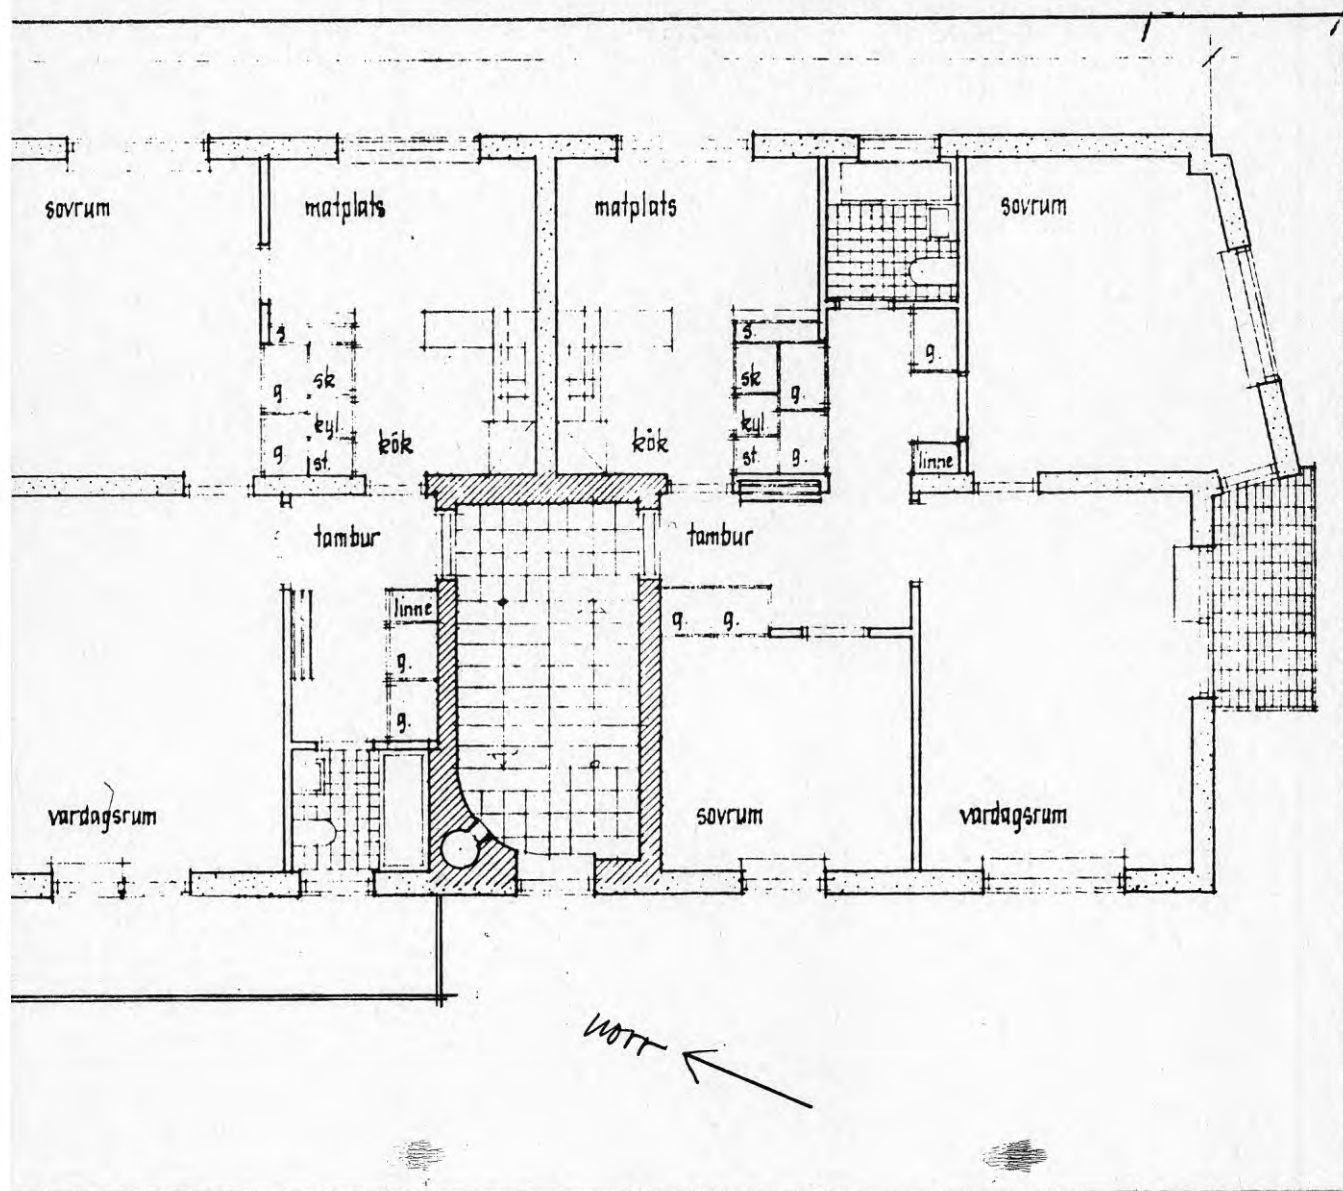 sovrum
matplats
matplats
sovrum
s.
s.
g.
sk
sk
g.
g.
kyl
kyl
g.
st.
kök
kök
st.
g.
linne
tambur
tambur
linne
g.
g.
g.
g.
vardagsrum
sovrum
vardagsrum
norr